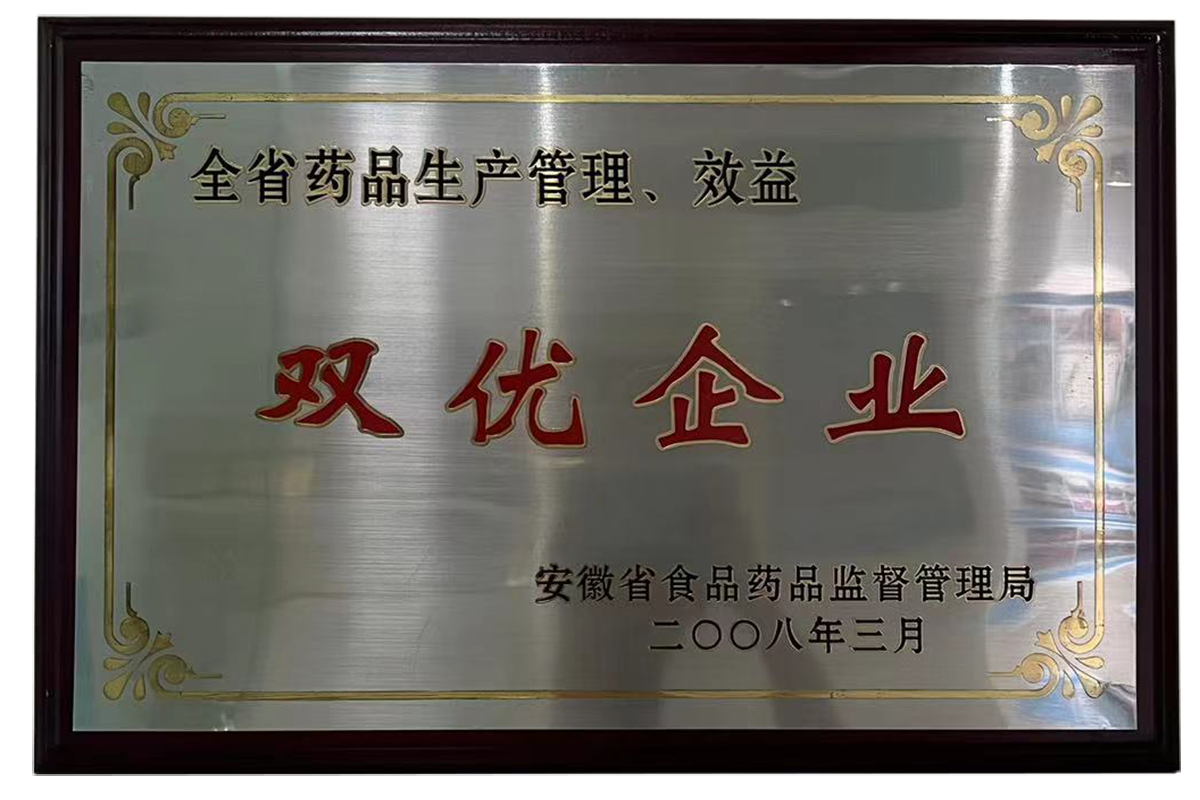 全省药品生产管理、效益
双优企业
安徽省食品药品监督管理局
二〇〇八年三月